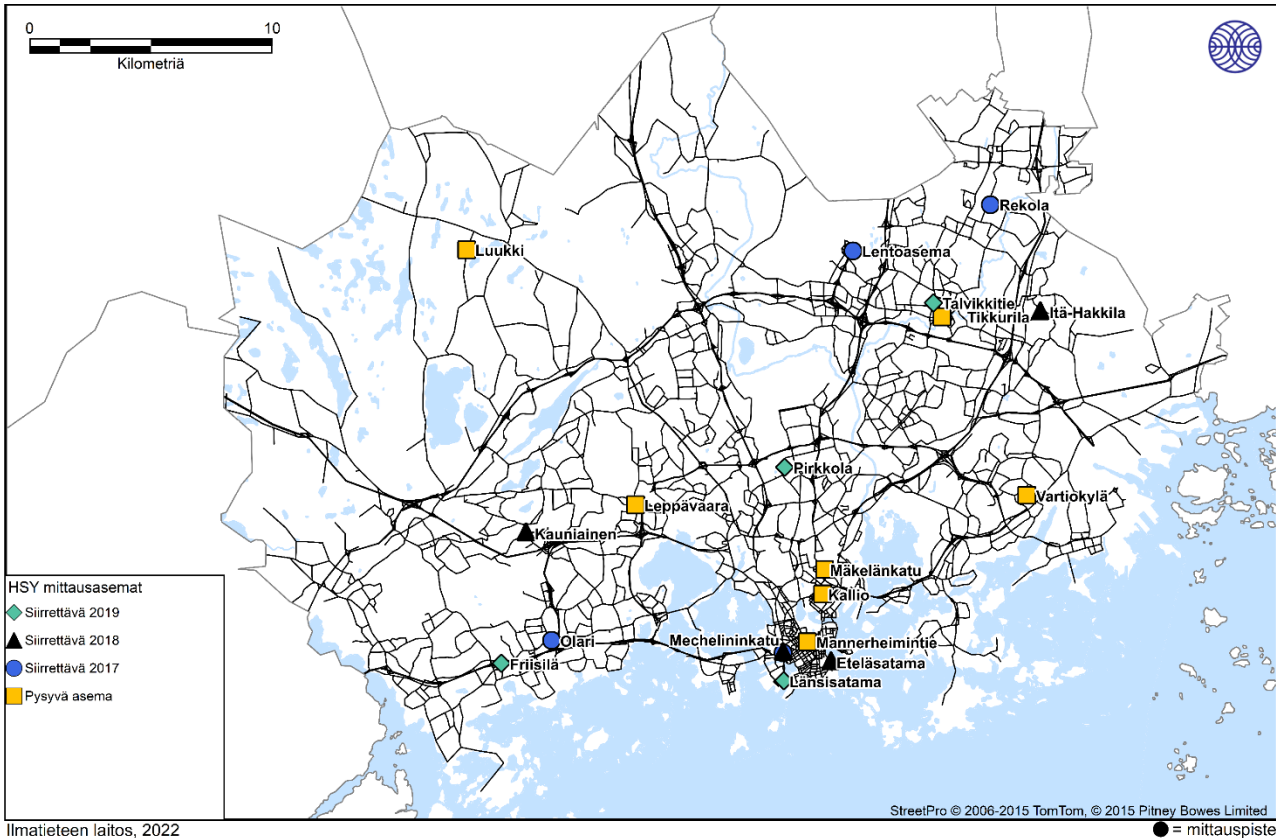 0 10
Kilometriä
Rekola
Luukki
Lentoasema
Talvikkitie
Tikkurila
Itä-Hakkila
Pirkkola
Vartiokylä
Leppävaara
Kauniainen
Mäkelänkatu
Kallio
HSY mittausasemat
Siirrettävä 2019
Siirrettävä 2018
Siirrettävä 2017
Pysyvä asema
Olari
Mechelininkatu
Mannerheimintie
Friisilä
Eteläsatama
Länsisatama
StreetPro © 2006-2015 TomTom, © 2015 Pitney Bowes Limited
Ilmatieteen laitos, 2022
= mittauspiste